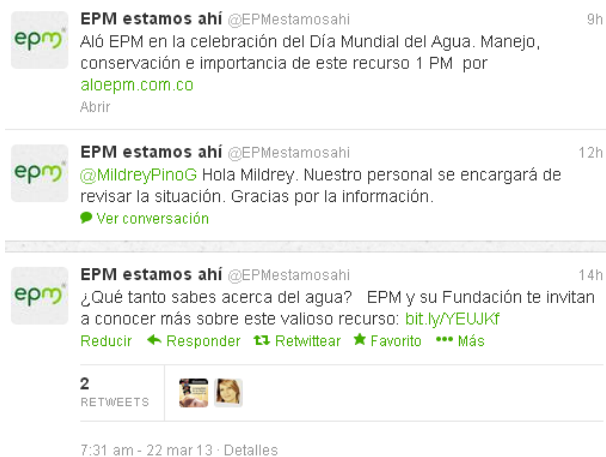 epm
EPM estamos ahí @EPMestamosahi 9h
Aló EPM en la celebración del Día Mundial del Agua. Manejo,
conservación e importancia de este recurso 1 PM por
aloepm.com.co
Abrir
epm
EPM estamos ahí @EPMestamosahi 12h
@MildreyPinoG Hola Mildrey. Nuestro personal se encargará de
revisar la situación. Gracias por la información.
Ver conversación
epm
EPM estamos ahí @EPMestamosahi 14h
¿Qué tanto sabes acerca del agua? EPM y su Fundación te invitan
a conocer más sobre este valioso recurso: bit.ly/YEUJKf
Reducir Responder Retwittear Favorito Más
2
RETWEETS
7:31 am - 22 mar 13 · Detalles